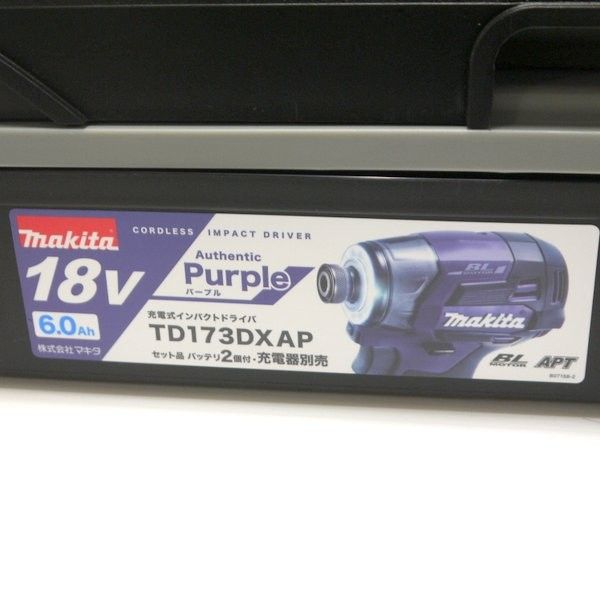 makita
CORDLESS IMPACT DRIVER
18V
6.0Ah
株式会社マキタ
Authentic
Purple
パープル
充電式インパクトドライバ
TD173DXAP
セット品 バッテリ2個付・充電器別売
BL
MOTOR
makita
BL
MOTOR
APT